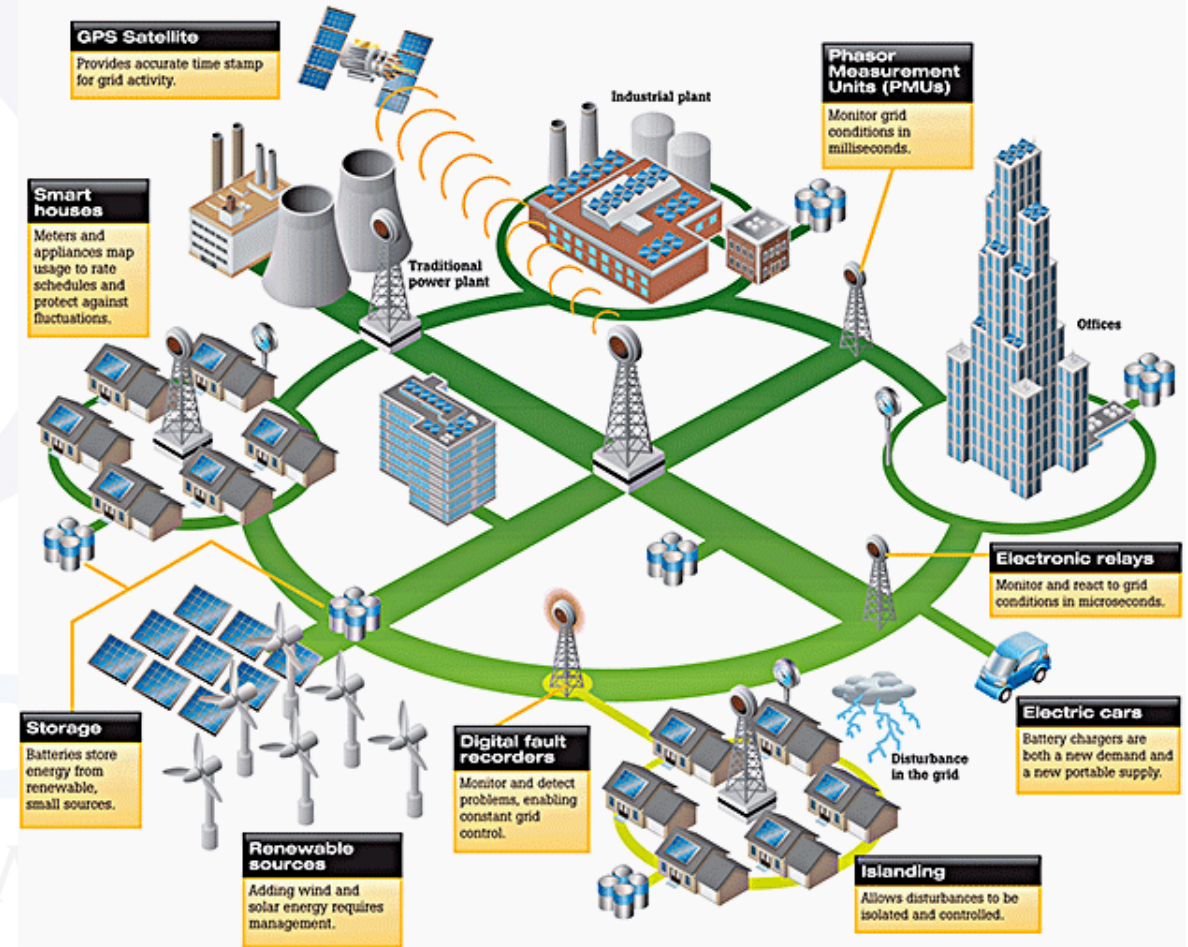 GPS Satellite
Provides accurate time stamp
for grid activity.
Industrial plant
Phasor
Measurement
Units (PMUs)
Monitor grid
conditions in
milliseconds.
Smart
houses
Meters and
appliances map
usage to rate
schedules and
protect against
fluctuations.
Traditional
power plant
Offices
Electronic relays
Monitor and react to grid
conditions in microseconds.
Storage
Batteries store
energy from
renewable,
small sources.
Digital fault
recorders
Monitor and detect
problems, enabling
constant grid
control.
Disturbance
in the grid
Electric cars
Battery chargers are
both a new demand and
a new portable supply.
Renewable
sources
Adding wind and
solar energy requires
management.
Islanding
Allows disturbances to be
isolated and controlled.